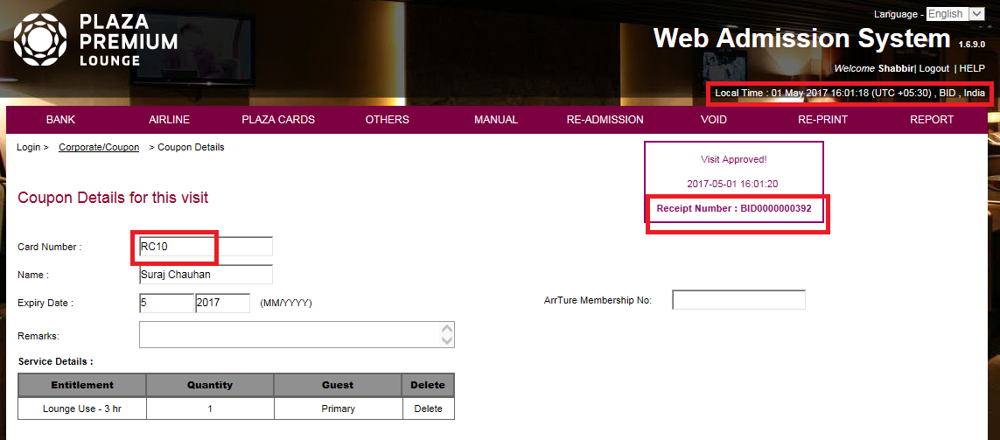 PLAZA
PREMIUM
LOUNGE
Language - English
Web Admission System 1.6.9.0
Welcome Shabbir| Logout | HELP
Local Time : 01 May 2017 16:01:18 (UTC +05:30) , BID , India
BANK AIRLINE PLAZA CARDS OTHERS MANUAL RE-ADMISSION VOID RE-PRINT REPORT
Login > Corporate/Coupon > Coupon Details
Visit Approved!
2017-05-01 16:01:20
Receipt Number : BID0000000392
Coupon Details for this visit
Card Number : RC10
Name : Suraj Chauhan
Expiry Date : 5 2017 (MM/YYYY) ArrTure Membership No:
Remarks:
Service Details :
Entitlement Quantity Guest Delete
Lounge Use - 3 hr 1 Primary Delete